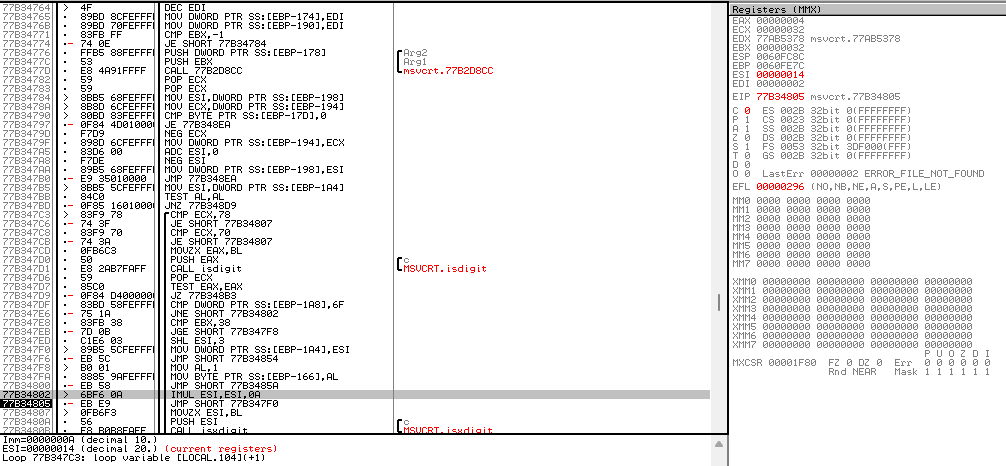 77B34764 > 4F DEC EDI
77B34765 . 89BD 8CFEFFFF MOV DWORD PTR SS:[EBP-174],EDI
77B3476B . 89BD 70FEFFFF MOV DWORD PTR SS:[EBP-190],EDI
77B34771 . 83FB FF CMP EBX,-1
77B34774 .- 74 0E JE SHORT 77B34784
77B34776 . FFB5 88FEFFFF PUSH DWORD PTR SS:[EBP-178] Arg2
77B3477C . 53 PUSH EBX Arg1
77B3477D . E8 4A91FFFF CALL 77B2D8CC msvcrt.77B2D8CC
77B34782 . 59 POP ECX
77B34783 . 59 POP ECX
77B34784 > 8BB5 68FEFFFF MOV ESI,DWORD PTR SS:[EBP-198]
77B3478A > 8B8D 6CFEFFFF MOV ECX,DWORD PTR SS:[EBP-194]
77B34790 > 80BD 83FEFFFF CMP BYTE PTR SS:[EBP-17D],0
77B34797 .- 0F84 4D010000 JE 77B348EA
77B3479D . F7D9 NEG ECX
77B3479F . 898D 6CFEFFFF MOV DWORD PTR SS:[EBP-194],ECX
77B347A5 . 83D6 00 ADC ESI,0
77B347A8 . F7DE NEG ESI
77B347AA . 89B5 68FEFFFF MOV DWORD PTR SS:[EBP-198],ESI
77B347B0 .- E9 35010000 JMP 77B348EA
77B347B5 > 8BB5 5CFEFFFF MOV ESI,DWORD PTR SS:[EBP-1A4]
77B347BB . 84C0 TEST AL,AL
77B347BD .- 0F85 16010000 JNZ 77B348D9
77B347C3 > 83F9 78 CMP ECX,78
77B347C6 .- 74 3F JE SHORT 77B34807
77B347C8 . 83F9 70 CMP ECX,70
77B347CB .- 74 3A JE SHORT 77B34807
77B347CD . 0FB6C3 MOVZX EAX,BL
77B347D0 . 50 PUSH EAX c
77B347D1 . E8 2AB7FAFF CALL isdigit MSVCRT.isdigit
77B347D6 . 59 POP ECX
77B347D7 . 85C0 TEST EAX,EAX
77B347D9 .- 0F84 D4000000 JZ 77B348B3
77B347DF . 83BD 58FEFFFF CMP DWORD PTR SS:[EBP-1A8],6F
77B347E6 .- 75 1A JNE SHORT 77B34802
77B347E8 . 83FB 38 CMP EBX,38
77B347EB .- 7D 0B JGE SHORT 77B347F8
77B347ED . C1E6 03 SHL ESI,3
77B347F0 > 89B5 5CFEFFFF MOV DWORD PTR SS:[EBP-1A4],ESI
77B347F6 .- EB 5C JMP SHORT 77B34854
77B347F8 > B0 01 MOV AL,1
77B347FA . 8885 9AFEFFFF MOV BYTE PTR SS:[EBP-166],AL
77B34800 .- EB 58 JMP SHORT 77B3485A
77B34802 > 6BF6 0A IMUL ESI,ESI,0A
77B34805 .- EB E9 JMP SHORT 77B347F0
77B34807 > 0FB6F3 MOVZX ESI,BL
77B3480A . 56 PUSH ESI c
77B3480B . E8 B0B8FAFF CALL isxdigit MSVCRT.isxdigit
Imm=0000000A (decimal 10.)
ESI=00000014 (decimal 20.) (current registers)
Loop 77B347C3: loop variable [LOCAL.104](+1)
Registers (MMX)
EAX 00000004
ECX 00000032
EDX 77AB5378 msvcrt.77AB5378
EBX 00000032
ESP 0060FC8C
EBP 0060FE7C
ESI 00000014
EDI 00000002
EIP 77B34805 msvcrt.77B34805
C 0 ES 002B 32bit 0(FFFFFFFF)
P 1 CS 0023 32bit 0(FFFFFFFF)
A 1 SS 002B 32bit 0(FFFFFFFF)
Z 0 DS 002B 32bit 0(FFFFFFFF)
S 1 FS 0053 32bit 3DF000(FFF)
T 0 GS 002B 32bit 0(FFFFFFFF)
D 0
O 0 LastErr 00000002 ERROR_FILE_NOT_FOUND
EFL 00000296 (NO,NB,NE,A,S,PE,L,LE)
MM0 0000 0000 0000 0000
MM1 0000 0000 0000 0000
MM2 0000 0000 0000 0000
MM3 0000 0000 0000 0000
MM4 0000 0000 0000 0000
MM5 0000 0000 0000 0000
MM6 0000 0000 0000 0000
MM7 0000 0000 0000 0000
XMM0 00000000 00000000 00000000 00000000
XMM1 00000000 00000000 00000000 00000000
XMM2 00000000 00000000 00000000 00000000
XMM3 00000000 00000000 00000000 00000000
XMM4 00000000 00000000 00000000 00000000
XMM5 00000000 00000000 00000000 00000000
XMM6 00000000 00000000 00000000 00000000
XMM7 00000000 00000000 00000000 00000000
P U O Z D I
MXCSR 00001F80 FZ 0 DZ 0 Err 0 0 0 0 0 0
Rnd NEAR Mask 1 1 1 1 1 1